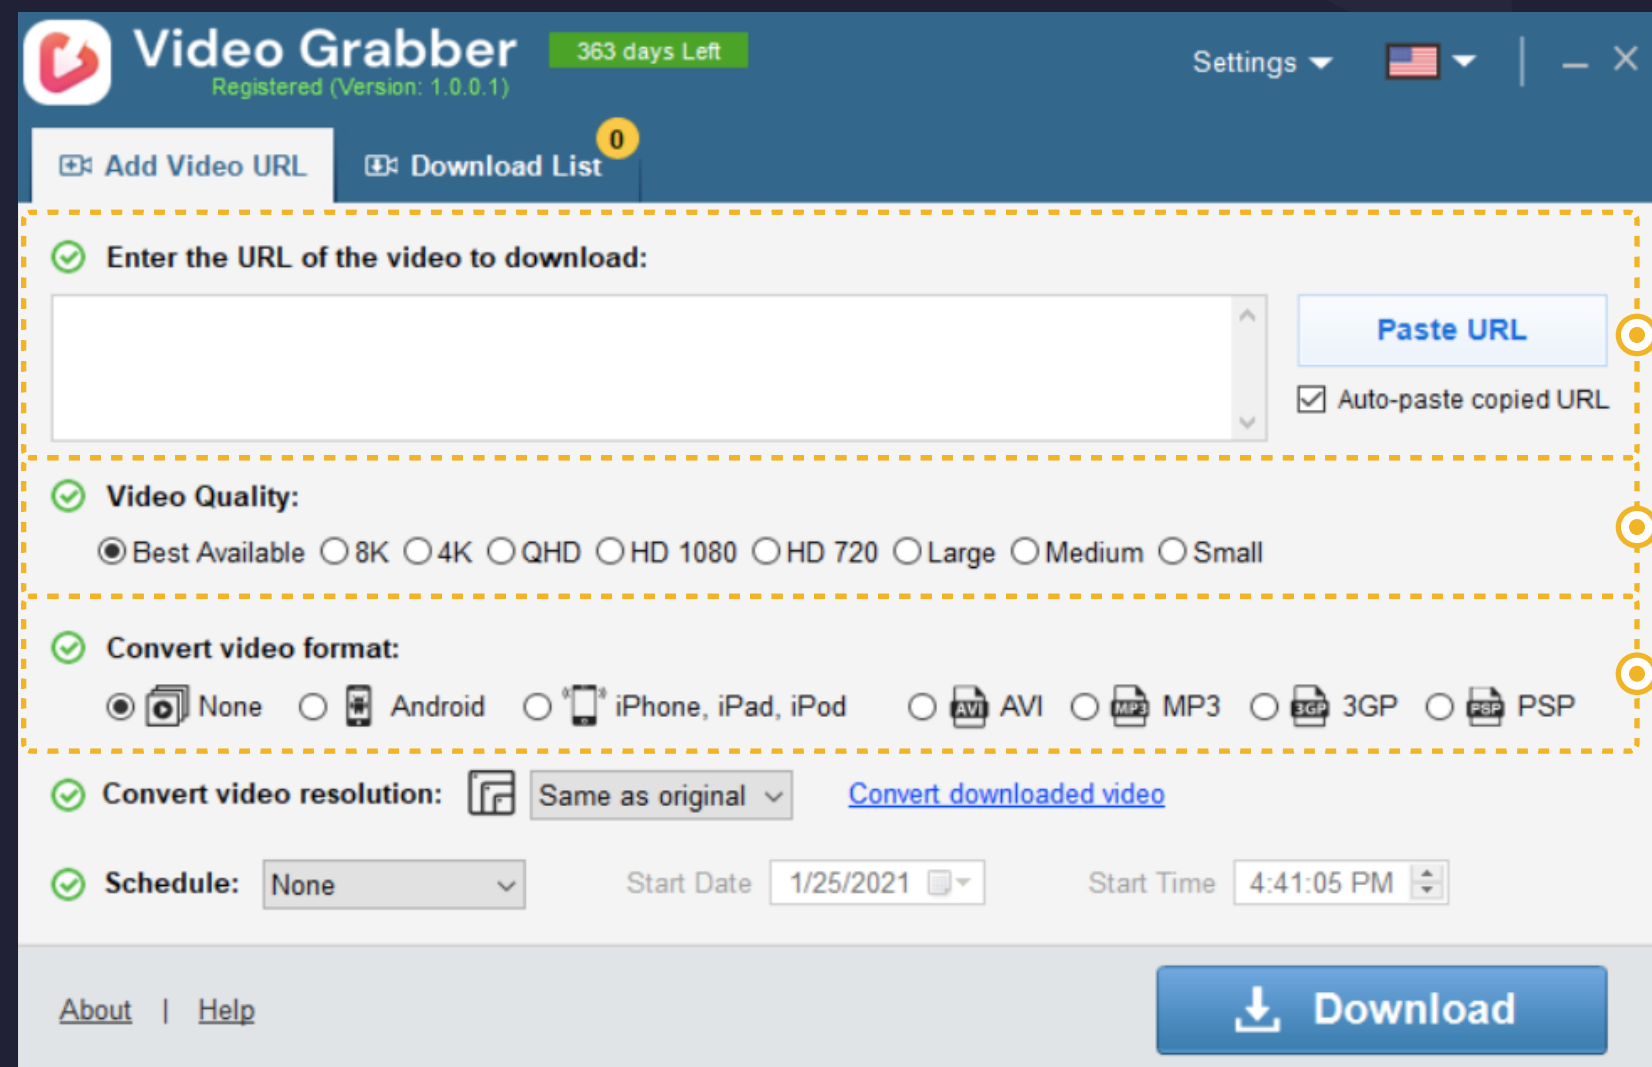 Video Grabber
363 days Left
Settings
Registered (Version: 1.0.0.1)
Add Video URL
Download List
0
Enter the URL of the video to download:
Paste URL
Auto-paste copied URL
Video Quality:
Best Available 8K 4K QHD HD 1080 HD 720 Large Medium Small
Convert video format:
None Android iPhone, iPad, iPod AVI AVI MP3 MP3 3GP 3GP PSP PSP
Convert video resolution: Same as original Convert downloaded video
Schedule: None Start Date 1/25/2021 Start Time 4:41:05 PM
About | Help
Download